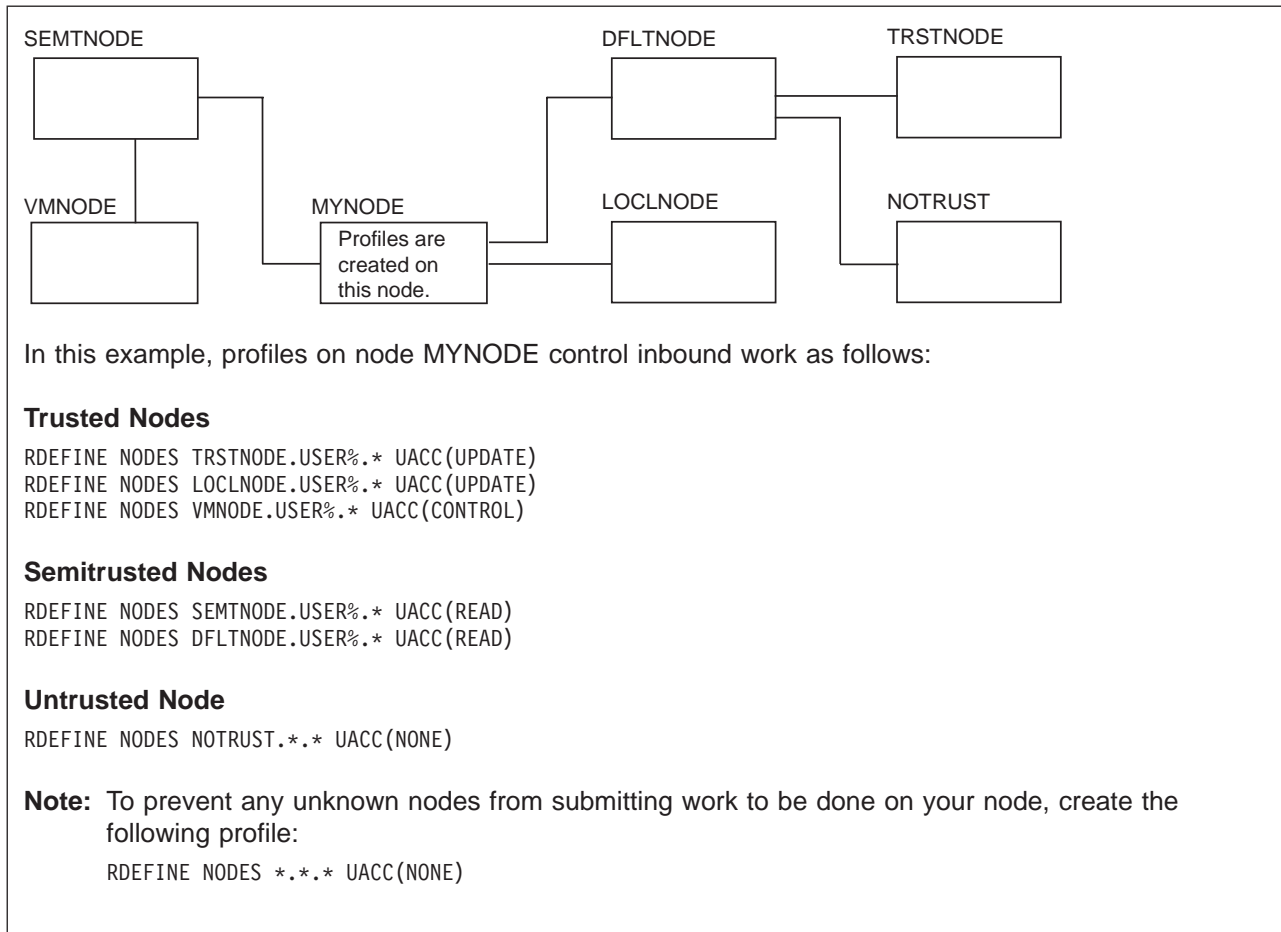 SEMTNODE
DFLTNODE
TRSTNODE
VMNODE
MYNODE
LOCLNODE
NOTRUST
Profiles are
created on
this node.
In this example, profiles on node MYNODE control inbound work as follows:
Trusted Nodes
RDEFINE NODES TRSTNODE.USER%.* UACC(UPDATE)
RDEFINE NODES LOCLNODE.USER%.* UACC(UPDATE)
RDEFINE NODES VMNODE.USER%.* UACC(CONTROL)
Semitrusted Nodes
RDEFINE NODES SEMTNODE.USER%.* UACC(READ)
RDEFINE NODES DFLTNODE.USER%.* UACC(READ)
Untrusted Node
RDEFINE NODES NOTRUST.*.* UACC(NONE)
Note: To prevent any unknown nodes from submitting work to be done on your node, create the
following profile:
RDEFINE NODES *.*.* UACC(NONE)